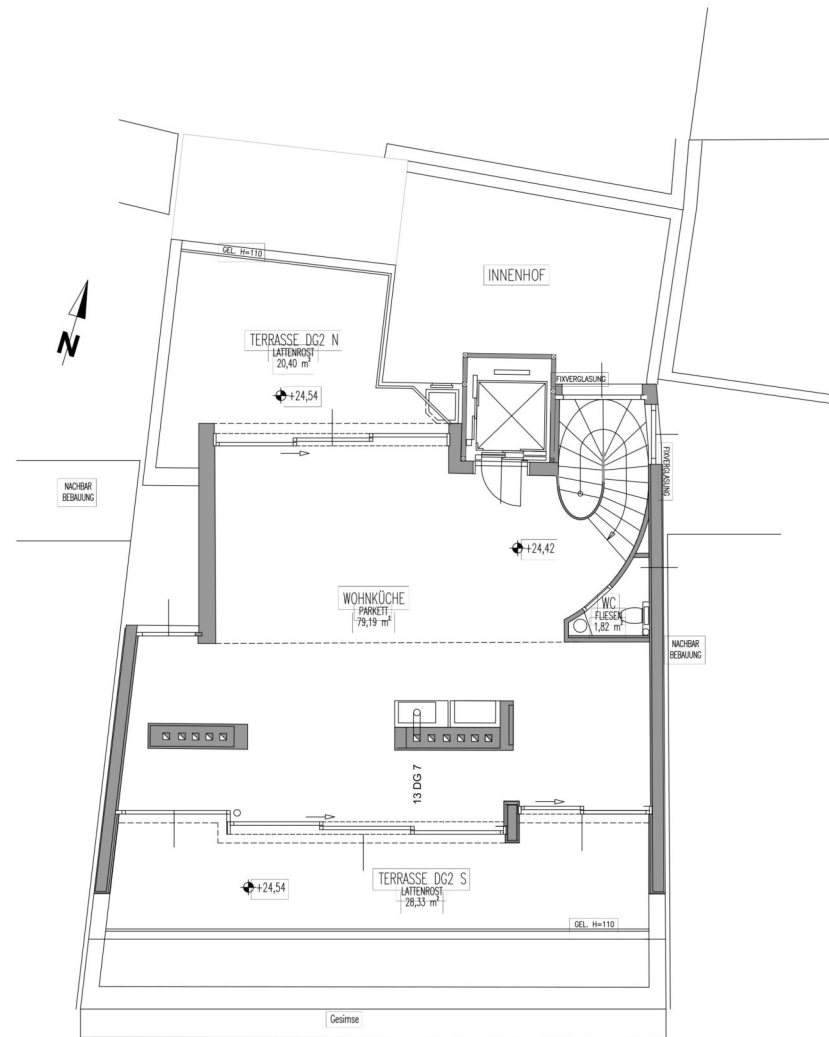 GEL. H=110
INNENHOF
N
TERRASSE DG2 N
LATTENROST
20,40 m²
+24,54
FIXVERGLASUNG
FIXVERGLASUNG
NACHBAR
BEBAUUNG
+24,42
WOHNKÜCHE
PARKETT
79,19 m²
WC
FLIESEN
1,82 m²
NACHBAR
BEBAUUNG
13 DG 7
TERRASSE DG2 S
LATTENROST
28,33 m²
+24,54
GEL. H=110
Gesimse